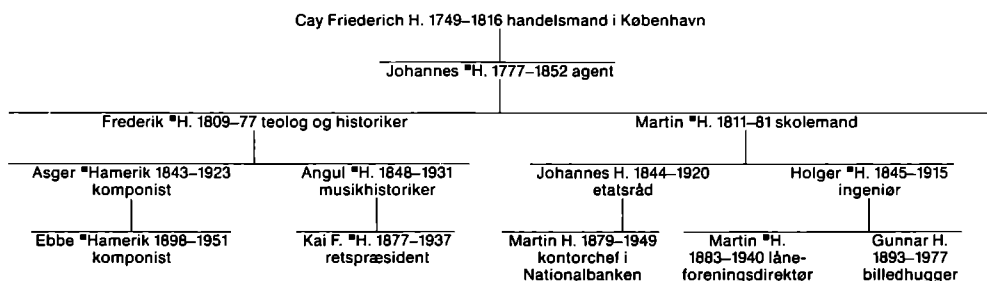 Cay Friederich H. 1749–1816 handelsmand i København
Johannes ■H. 1777–1852 agent
Frederik ■H. 1809–77 teolog og historiker
Martin ■H. 1811–81 skolemand
Asger ■Hamerik 1843–1923
komponist
Angul ■H. 1848–1931
musikhistoriker
Johannes H. 1844–1920
etatsråd
Holger ■H. 1845–1915
ingeniør
Ebbe ■Hamerik 1898–1951
komponist
Kai F. ■H. 1877–1937
retspræsident
Martin H. 1879–1949
kontorchef i
Nationalbanken
Martin ■H.
1883–1940 låne-
foreningsdirektør
Gunnar H.
1893–1977
billedhugger